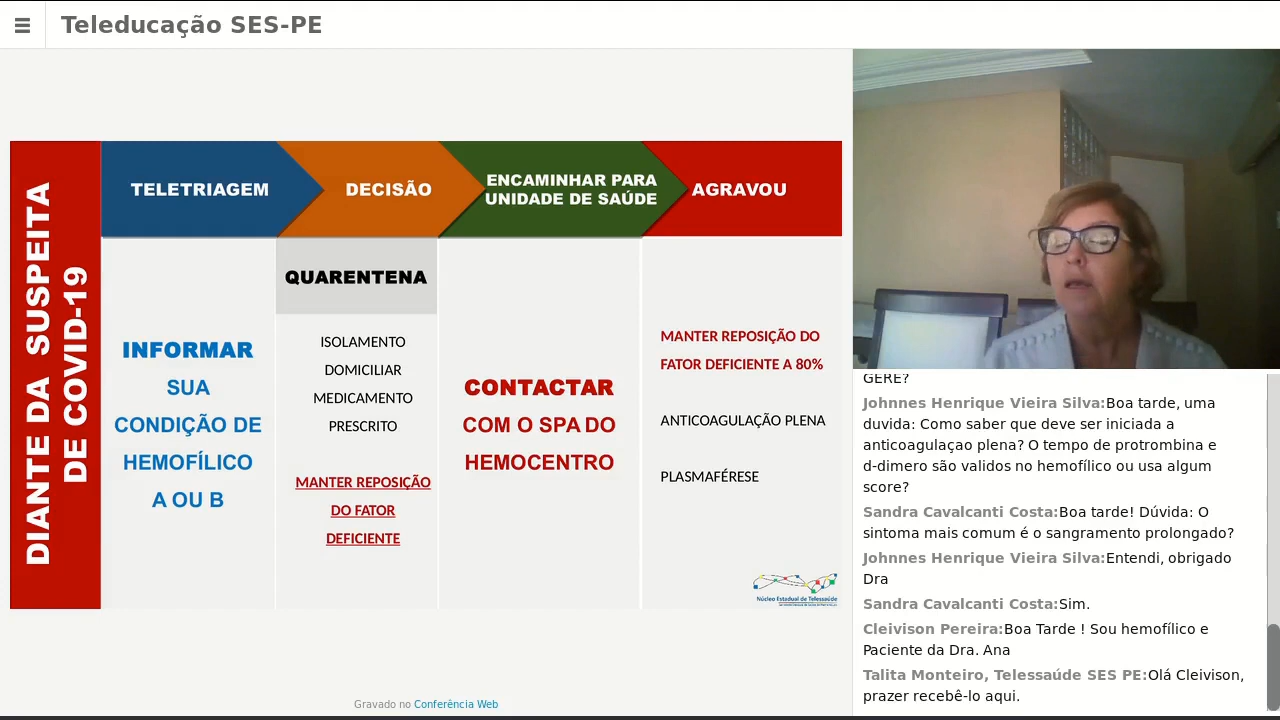 Teleducação SES-PE
DIANTE DA SUSPEITA
DE COVID-19
TELETRIAGEM
DECISÃO
ENCAMINHAR PARA
UNIDADE DE SAÚDE
AGRAVOU
INFORMAR
SUA
CONDIÇÃO DE
HEMOFÍLICO
A OU B
QUARENTENA
ISOLAMENTO
DOMICILIAR
MEDICAMENTO
PRESCRITO
MANTER REPOSIÇÃO
DO FATOR
DEFICIENTE
CONTACTAR
COM O SPA DO
HEMOCENTRO
MANTER REPOSIÇÃO DO
FATOR DEFICIENTE A 80%
ANTICOAGULAÇÃO PLENA
PLASMAFÉRESE
Núcleo Estadual de Telessaúde
Gravado no Conferência Web
GERE?
Johnnes Henrique Vieira Silva:Boa tarde, uma
duvida: Como saber que deve ser iniciada a
anticoagulaçao plena? O tempo de protrombina e
d-dimero são validos no hemofílico ou usa algum
score?
Sandra Cavalcanti Costa:Boa tarde! Dúvida: O
sintoma mais comum é o sangramento prolongado?
Johnnes Henrique Vieira Silva:Entendi, obrigado
Dra
Sandra Cavalcanti Costa:Sim.
Cleivison Pereira:Boa Tarde ! Sou hemofílico e
Paciente da Dra. Ana
Talita Monteiro, Telessaúde SES PE:Olá Cleivison,
prazer recebê-lo aqui.